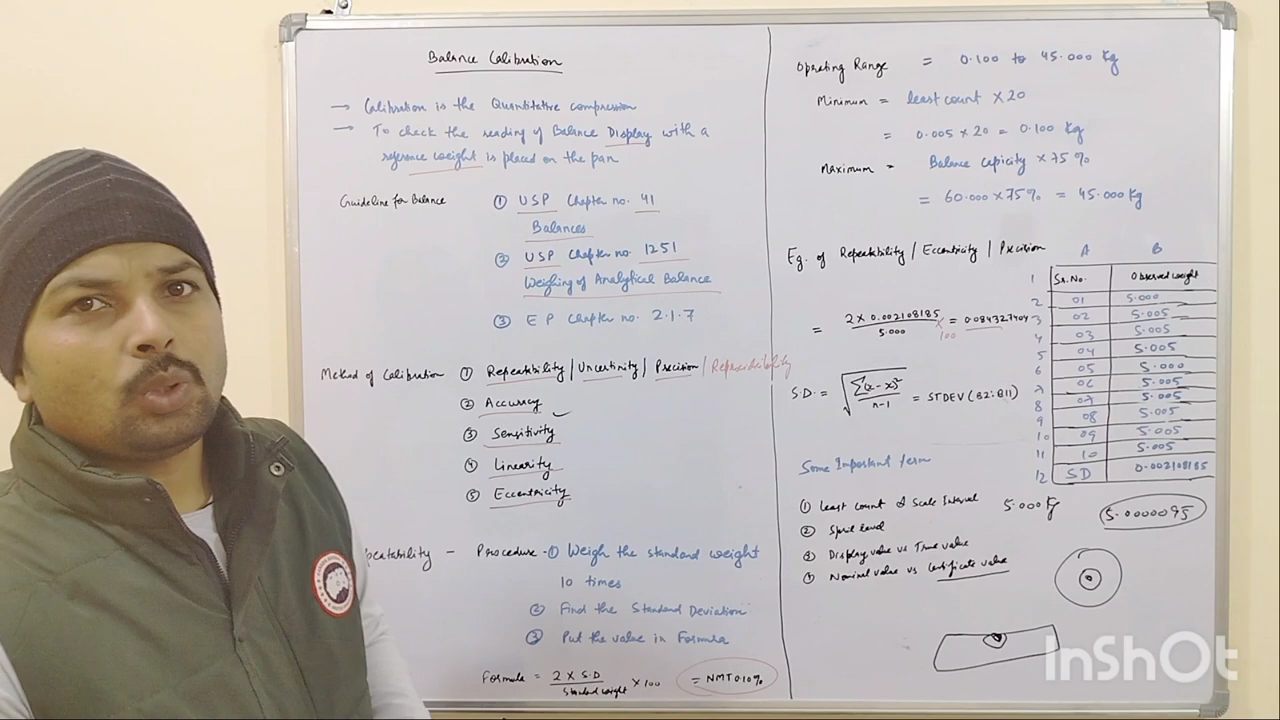 Balance Calibration
→ Calibration is the Quantitative compression
→ To check the reading of Balance Display with a
reference weight is placed on the pan
Guideline for Balance ① USP Chapter no. 41
Balances
② USP Chapter no. 1251
Weighing of Analytical Balance
③ EP Chapter no. 2.1.7
Method of Calibration ① Repeatability / Uncertinity / Precision / Reproducibility
② Accuracy
③ Sensitivity
④ Linearity
⑤ Eccentricity
peatability - Procedure - ① Weigh the standard weight
10 times
② Find the Standard Deviation
③ Put the value in Formula
Formula = 2 X S.D / Standard weight X 100 = NMT 0.10%
Operating Range = 0.100 to 45.000 Kg
Minimum = least count X 20
= 0.005 X 20 = 0.100 Kg
Maximum = Balance capicity X 75%
= 60.000 X 75% = 45.000 Kg
Eg. of Repeatability / Eccentricity / Precision
= 2 X 0.002108185 / 5.000 X 100 = 0.084327404
S.D. = √ Σ(x-x)² / n-1 = STDEV (B2:B11)
A B
1 Sr. No. Observed weight
2 01 5.000
3 02 5.005
4 03 5.005
5 04 5.005
6 05 5.000
7 06 5.005
8 07 5.005
9 08 5.005
10 09 5.005
11 10 5.005
12 SD 0.002108185
Some Important term
① Least count & Scale Interval 5.000 Kg 5.0000095
② Sprit level
③ Display value vs True value
④ Nominal value vs Certificate value
InShOt